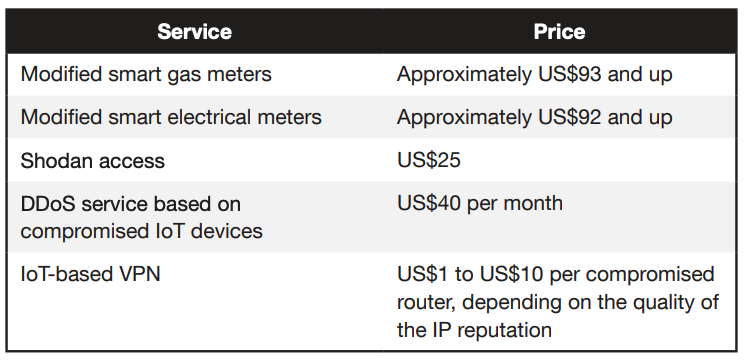 Service Price
Modified smart gas meters Approximately US$93 and up
Modified smart electrical meters Approximately US$92 and up
Shodan access US$25
DDoS service based on US$40 per month
compromised IoT devices
IoT-based VPN US$1 to US$10 per compromised
router, depending on the quality of
the IP reputation